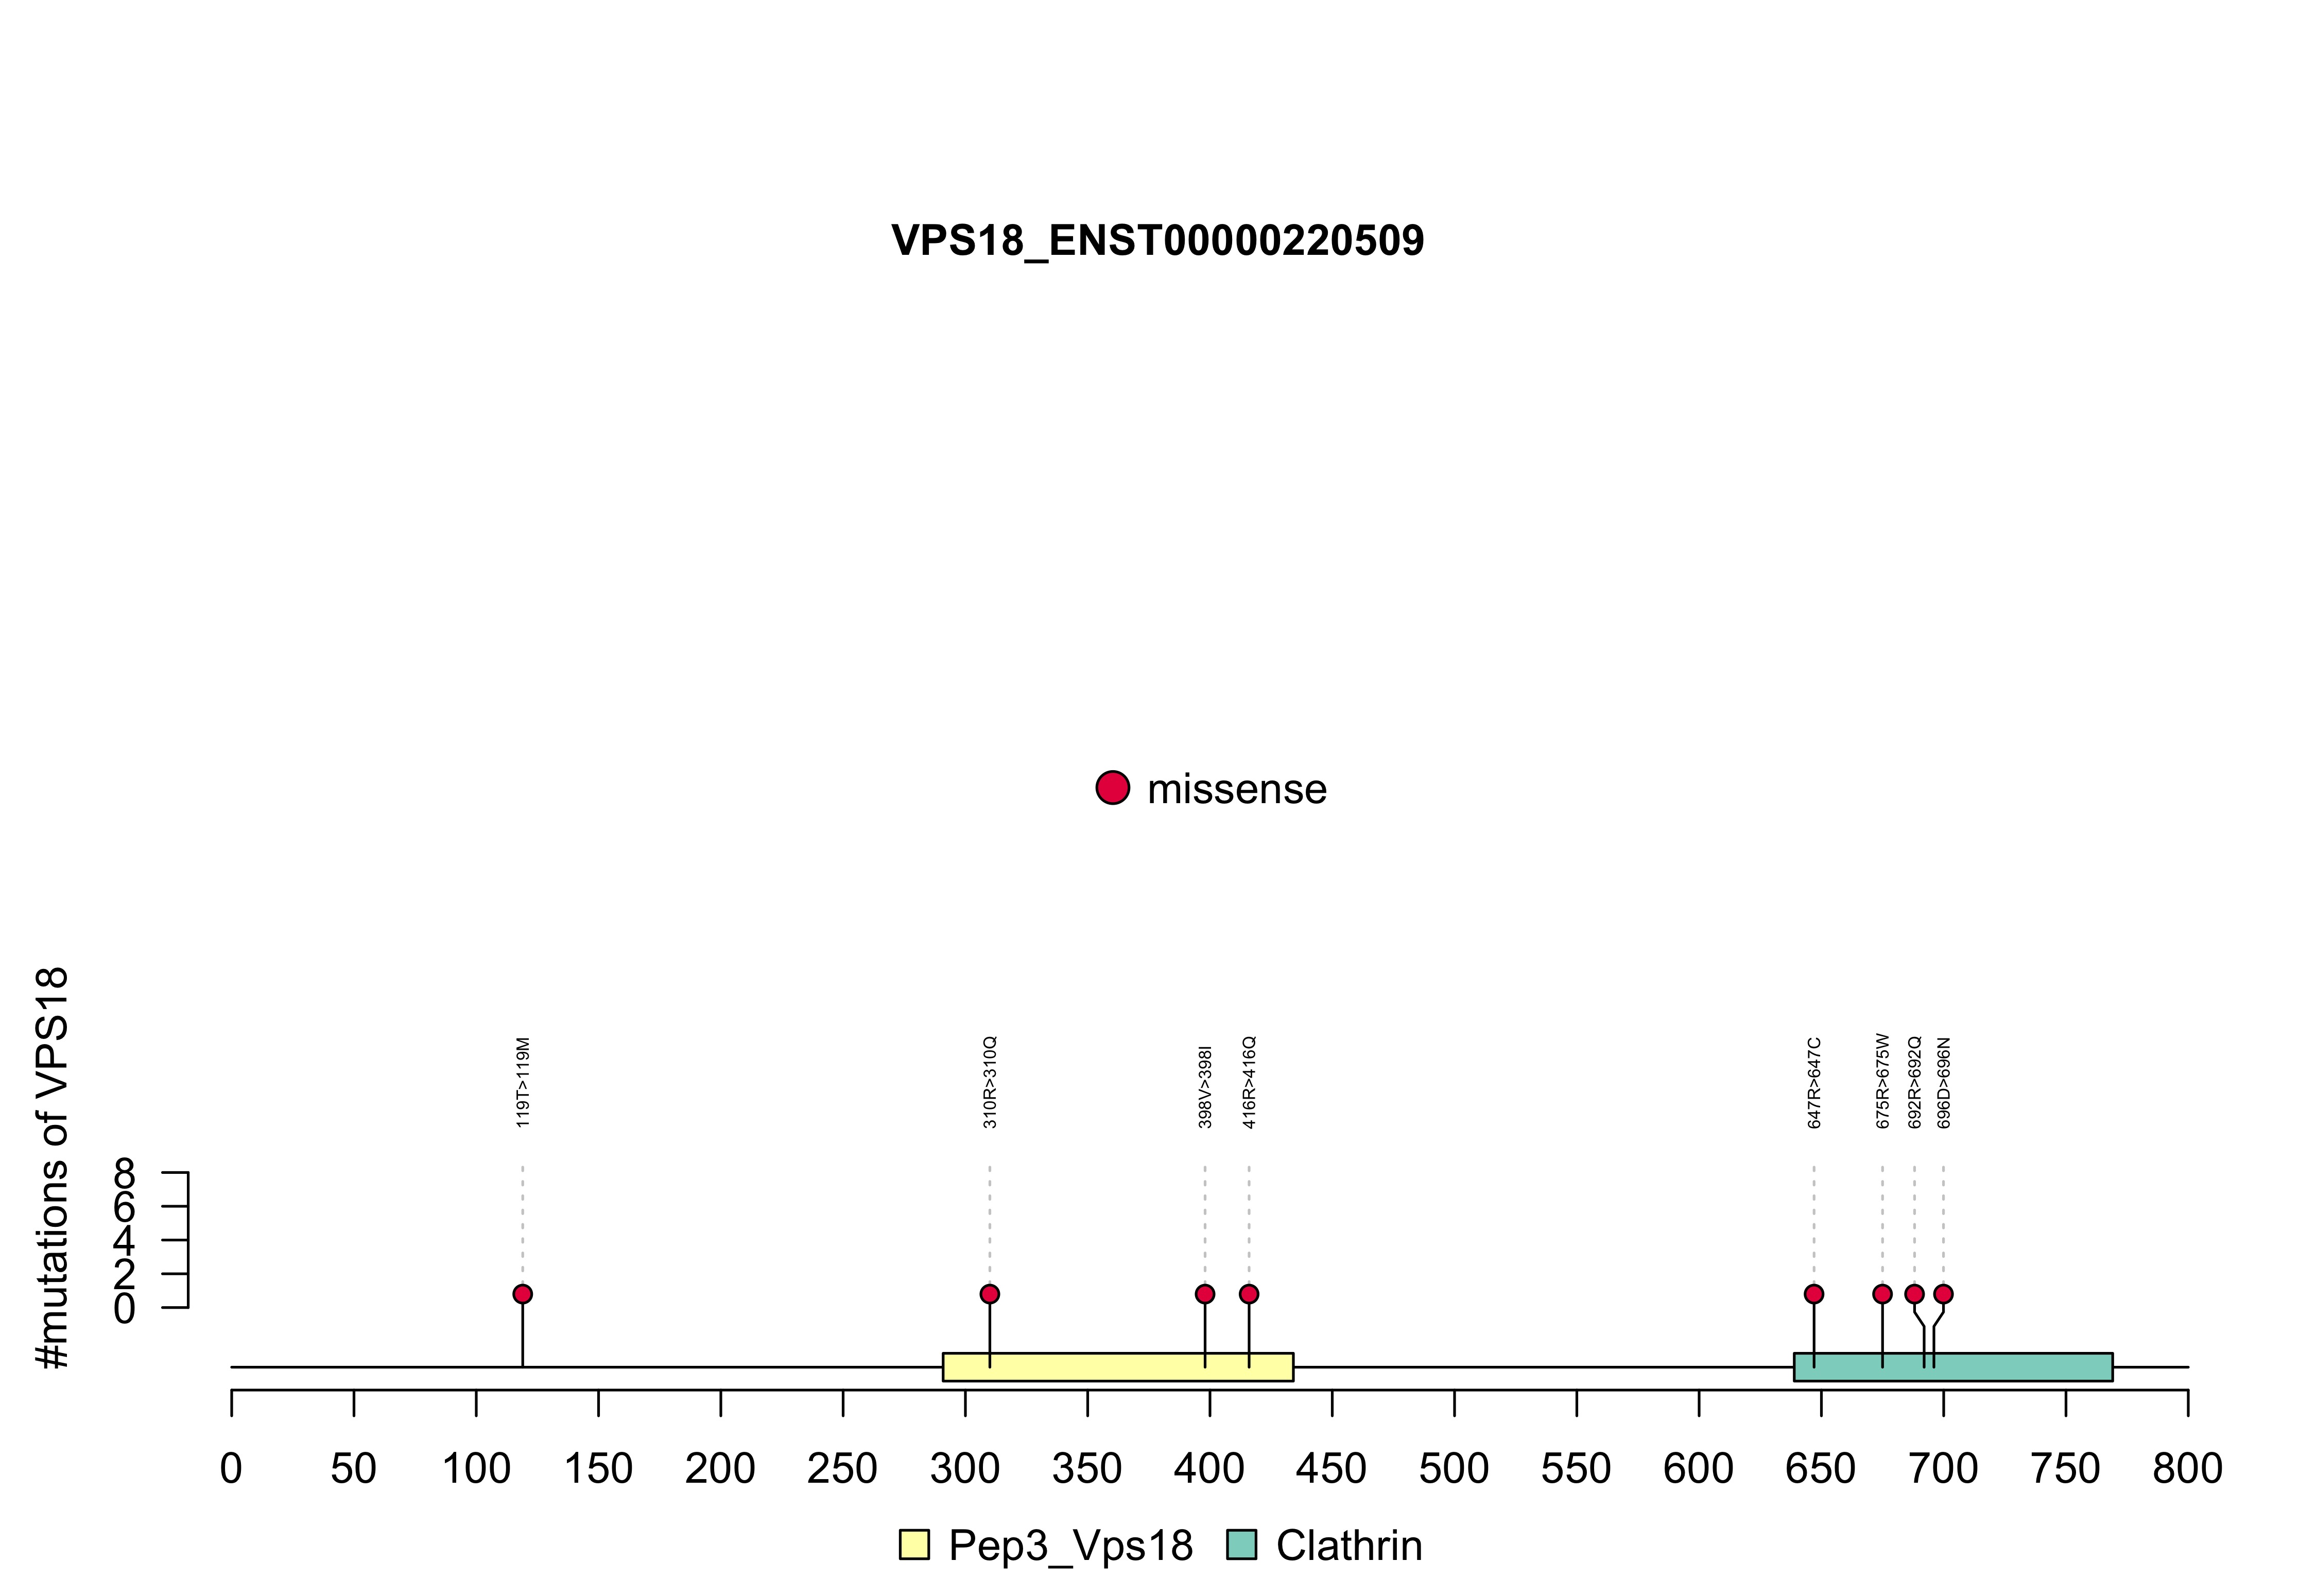 VPS18_ENST00000220509
missense
#mutations of VPS18
119T>119M
310R>310Q
398V>398I
416R>416Q
647R>647C
675R>675W
692R>692Q
696D>696N
8
6
4
2
0
0 50 100 150 200 250 300 350 400 450 500 550 600 650 700 750 800
Pep3_Vps18 Clathrin